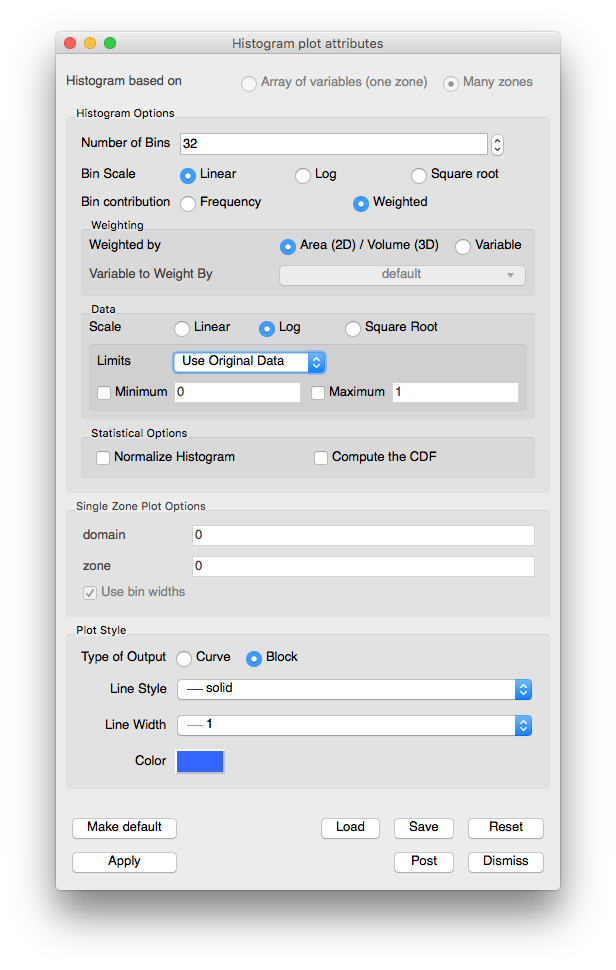 Histogram plot attributes
Histogram based on Array of variables (one zone) Many zones
Histogram Options
Number of Bins 32
Bin Scale Linear Log Square root
Bin contribution Frequency Weighted
Weighting
Weighted by Area (2D) / Volume (3D) Variable
Variable to Weight By default
Data
Scale Linear Log Square Root
Limits Use Original Data
Minimum 0 Maximum 1
Statistical Options
Normalize Histogram Compute the CDF
Single Zone Plot Options
domain 0
zone 0
Use bin widths
Plot Style
Type of Output Curve Block
Line Style solid
Line Width 1
Color
Make default Load Save Reset
Apply Post Dismiss